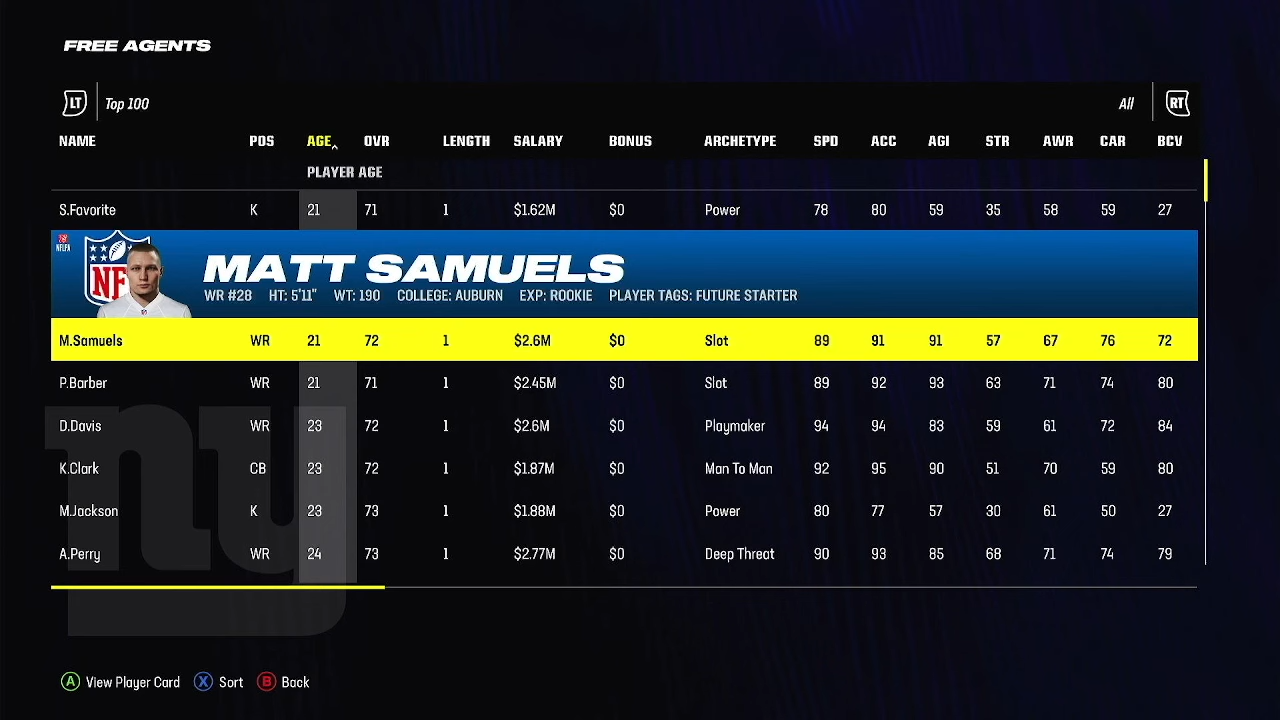 FREE AGENTS
LT Top 100 All RT
NAME POS AGE OVR LENGTH SALARY BONUS ARCHETYPE SPD ACC AGI STR AWR CAR BCV
PLAYER AGE
S.Favorite K 21 71 1 $1.62M $0 Power 78 80 59 35 58 59 27
NFLPA
NFL
MATT SAMUELS
WR #28 HT: 5'11" WT: 190 COLLEGE: AUBURN EXP: ROOKIE PLAYER TAGS: FUTURE STARTER
M.Samuels WR 21 72 1 $2.6M $0 Slot 89 91 91 57 67 76 72
P.Barber WR 21 71 1 $2.45M $0 Slot 89 92 93 63 71 74 80
D.Davis WR 23 72 1 $2.6M $0 Playmaker 94 94 83 59 61 72 84
K.Clark CB 23 72 1 $1.87M $0 Man To Man 92 95 90 51 70 59 80
M.Jackson K 23 73 1 $1.88M $0 Power 80 77 57 30 61 50 27
A.Perry WR 24 73 1 $2.77M $0 Deep Threat 90 93 85 68 71 74 79
ny
A View Player Card X Sort B Back